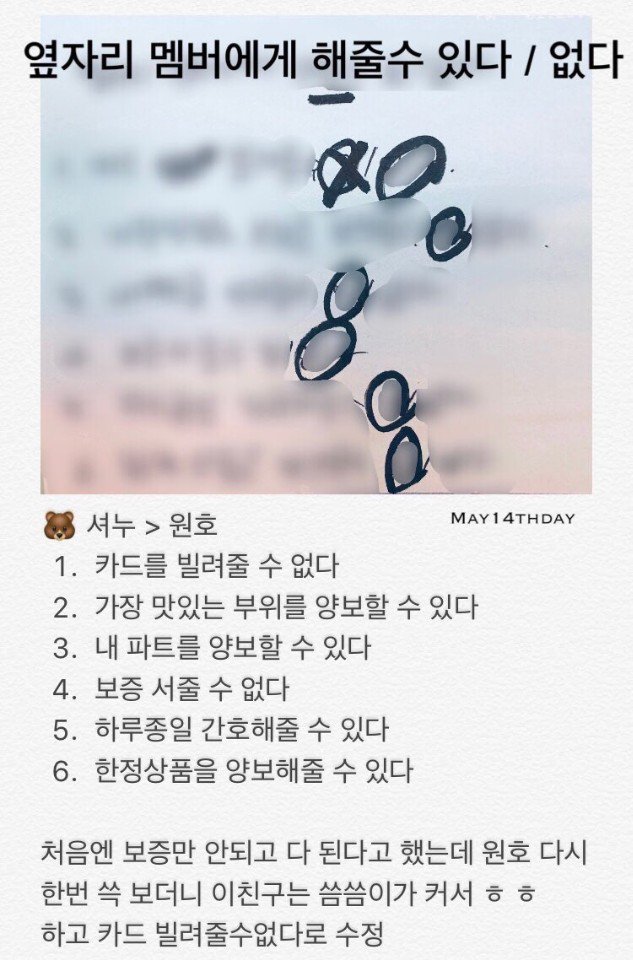 옆자리 멤버에게 해줄수 있다 / 없다
🐻 셔누 > 원호
MAY14THDAY
1. 카드를 빌려줄 수 없다
2. 가장 맛있는 부위를 양보할 수 있다
3. 내 파트를 양보할 수 있다
4. 보증 서줄 수 없다
5. 하루종일 간호해줄 수 있다
6. 한정상품을 양보해줄 수 있다
처음엔 보증만 안되고 다 된다고 했는데 원호 다시
한번 쓱 보더니 이친구는 씀씀이가 커서 ㅎ ㅎ
하고 카드 빌려줄수없다로 수정